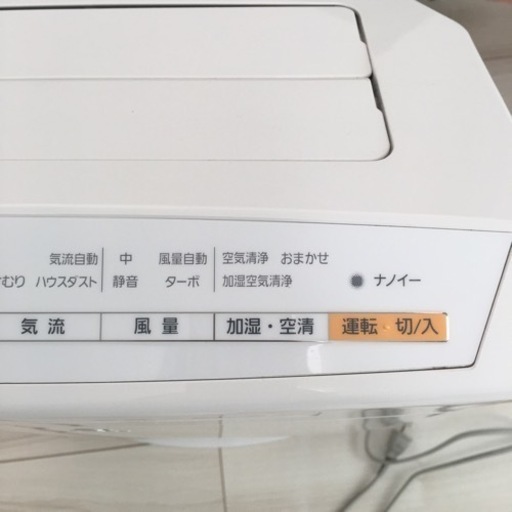 気流自動 中 風量自動 空気清浄 おまかせ
ハウスダスト 静音 ターボ 加湿空気清浄 ナノイー
気流 風量 加湿・空清 運転・切/入